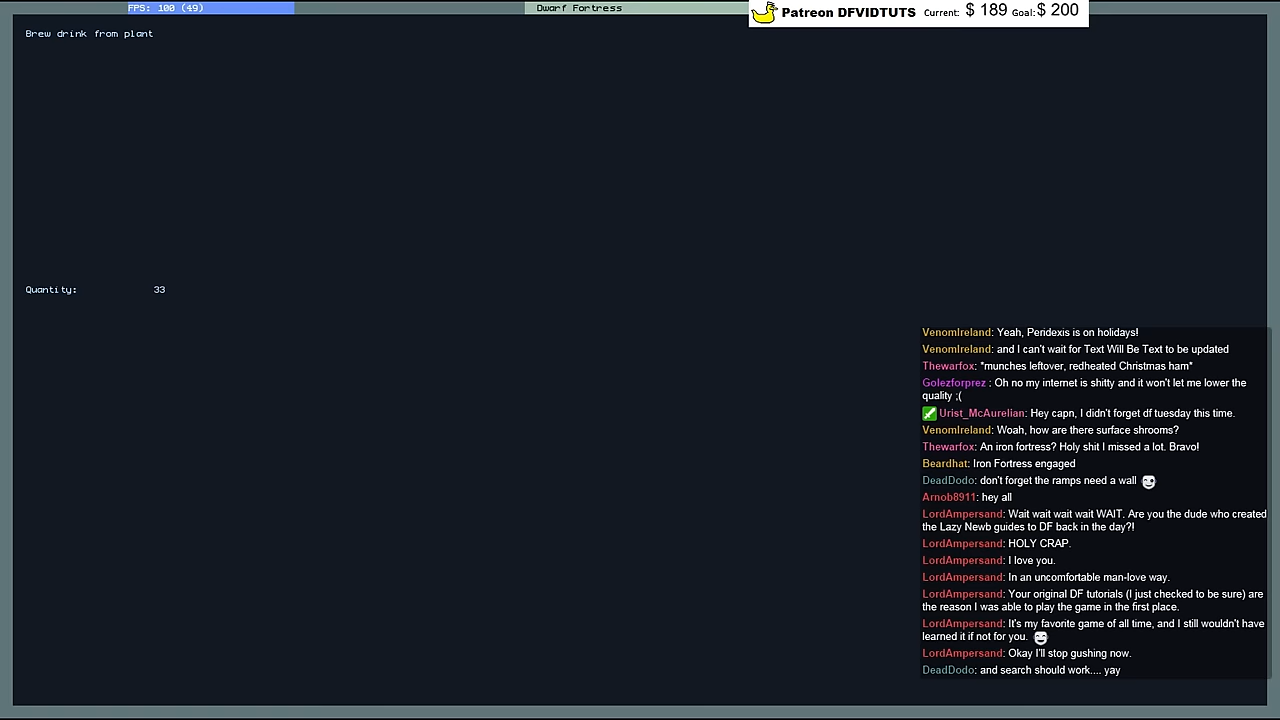 FPS: 100 (49)
Dwarf Fortress
Patreon DFVIDTUTS Current: $ 189 Goal:$ 200
Brew drink from plant
Quantity: 33
VenomIreland: Yeah, Peridexis is on holidays!
VenomIreland: and I can't wait for Text Will Be Text to be updated
Thewarfox: *munches leftover, redheated Christmas ham*
Golezforprez : Oh no my internet is shitty and it won't let me lower the
quality ;(
Urist_McAurelian: Hey capn, I didn't forget df tuesday this time.
VenomIreland: Woah, how are there surface shrooms?
Thewarfox: An iron fortress? Holy shit I missed a lot. Bravo!
Beardhat: Iron Fortress engaged
DeadDodo: don't forget the ramps need a wall
Arnob8911: hey all
LordAmpersand: Wait wait wait wait WAIT. Are you the dude who created
the Lazy Newb guides to DF back in the day?!
LordAmpersand: HOLY CRAP.
LordAmpersand: I love you.
LordAmpersand: In an uncomfortable man-love way.
LordAmpersand: Your original DF tutorials (I just checked to be sure) are
the reason I was able to play the game in the first place.
LordAmpersand: It's my favorite game of all time, and I still wouldn't have
learned it if not for you.
LordAmpersand: Okay I'll stop gushing now.
DeadDodo: and search should work.... yay